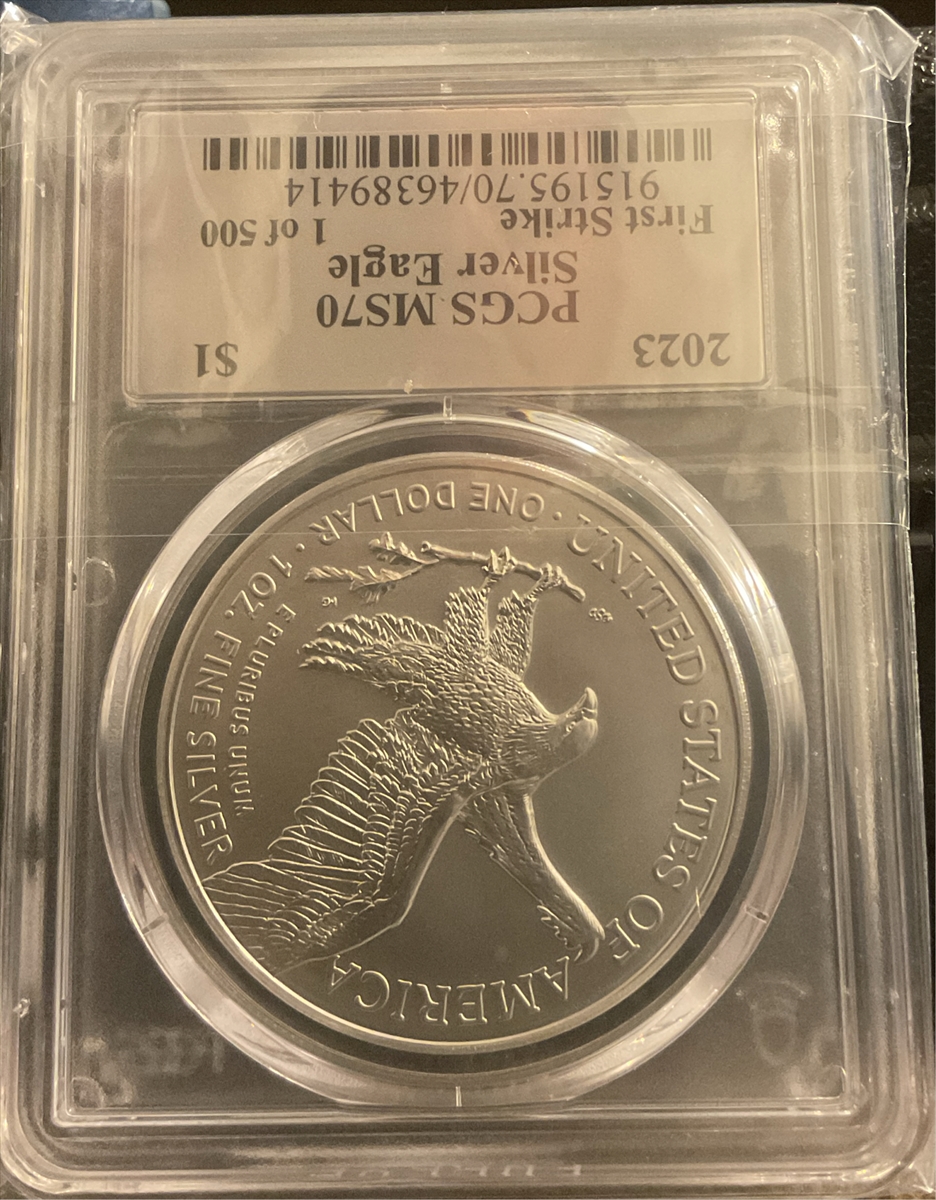 2023 $1
PCGS MS70
Silver Eagle
First Strike 1 of 500
915195.70/46389414
UNITED STATES OF AMERICA
1 OZ. FINE SILVER · ONE DOLLAR ·
E PLURIBUS UNUM